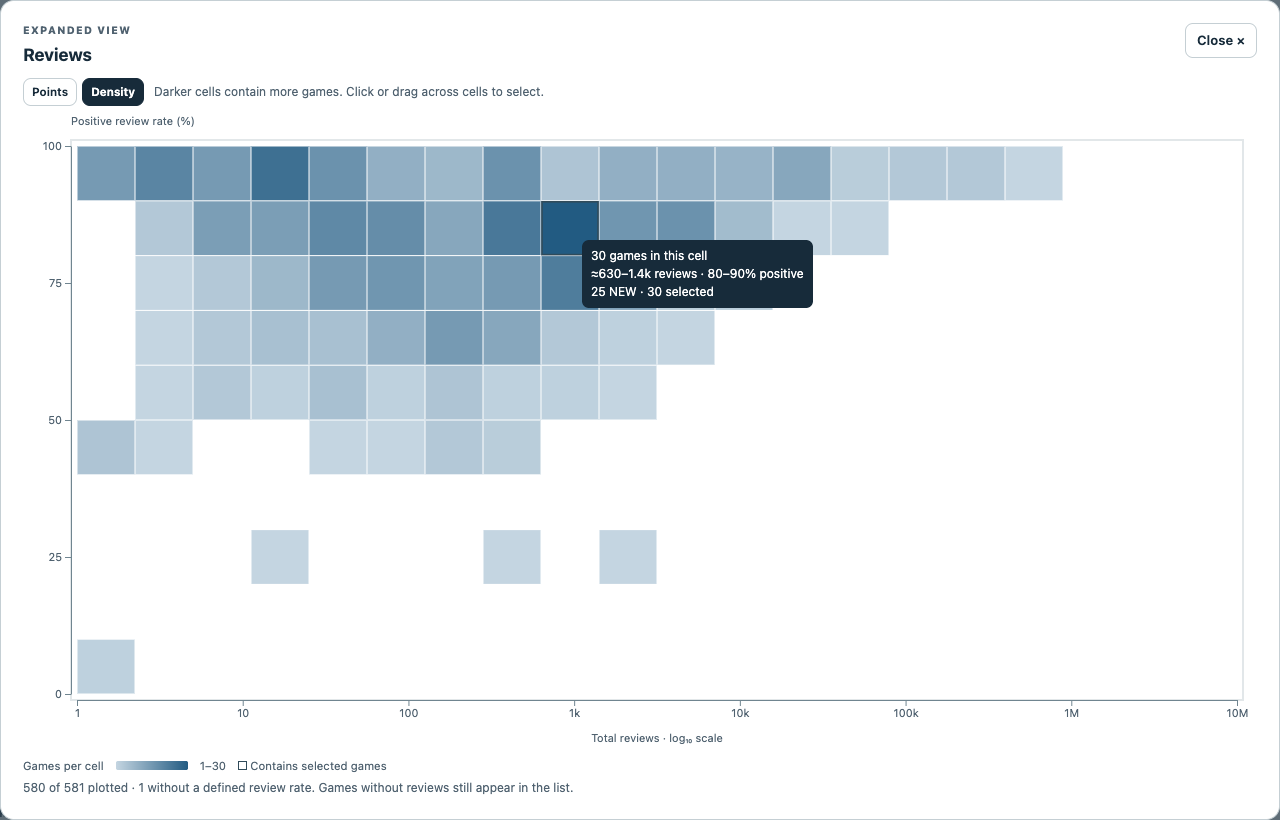 EXPANDED VIEW
Reviews
Close ×
Points Density Darker cells contain more games. Click or drag across cells to select.
Positive review rate (%)
100
75
50
25
0
30 games in this cell
≈630–1.4k reviews · 80–90% positive
25 NEW · 30 selected
1 10 100 1k 10k 100k 1M 10M
Total reviews · log₁₀ scale
Games per cell 1–30 Contains selected games
580 of 581 plotted · 1 without a defined review rate. Games without reviews still appear in the list.